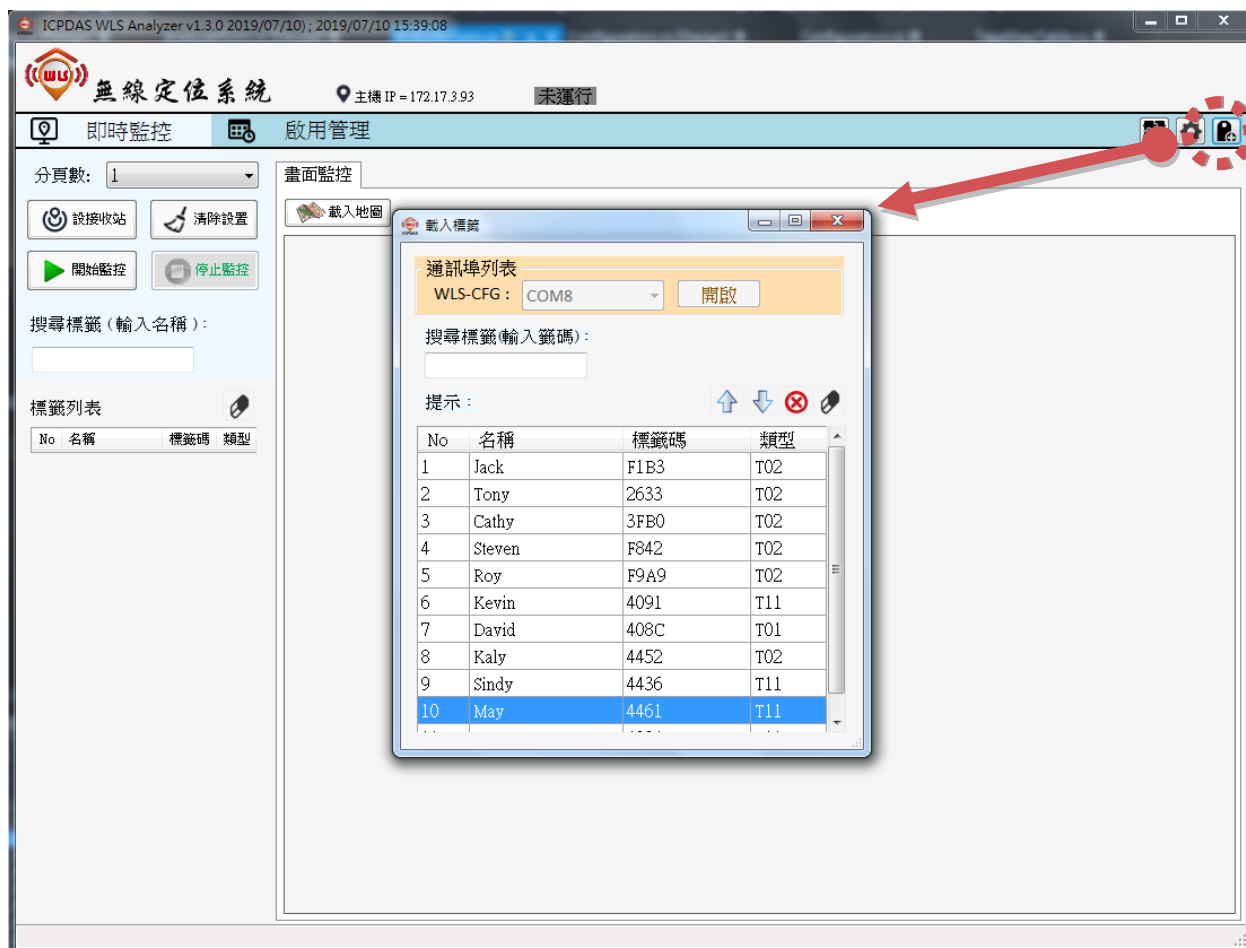 ICPDAS WLS Analyzer v1.3.0 2019/07/10) ; 2019/07/10 15:39:08
WLS
無線定位系統
主機 IP = 172.17.3.93
未運行
即時監控
啟用管理
分頁數: 1
畫面監控
設接收站
清除設置
載入地圖
開始監控
停止監控
搜尋標籤 ( 輸入名稱 ) :
標籤列表
No 名稱 標籤碼 類型
載入標籤
通訊埠列表
WLS-CFG : COM8 開啟
搜尋標籤(輸入籤碼) :
提示 :
No 名稱 標籤碼 類型
1 Jack F1B3 T02
2 Tony 2633 T02
3 Cathy 3FB0 T02
4 Steven F842 T02
5 Roy F9A9 T02
6 Kevin 4091 T11
7 David 408C T01
8 Kaly 4452 T02
9 Sindy 4436 T11
10 May 4461 T11